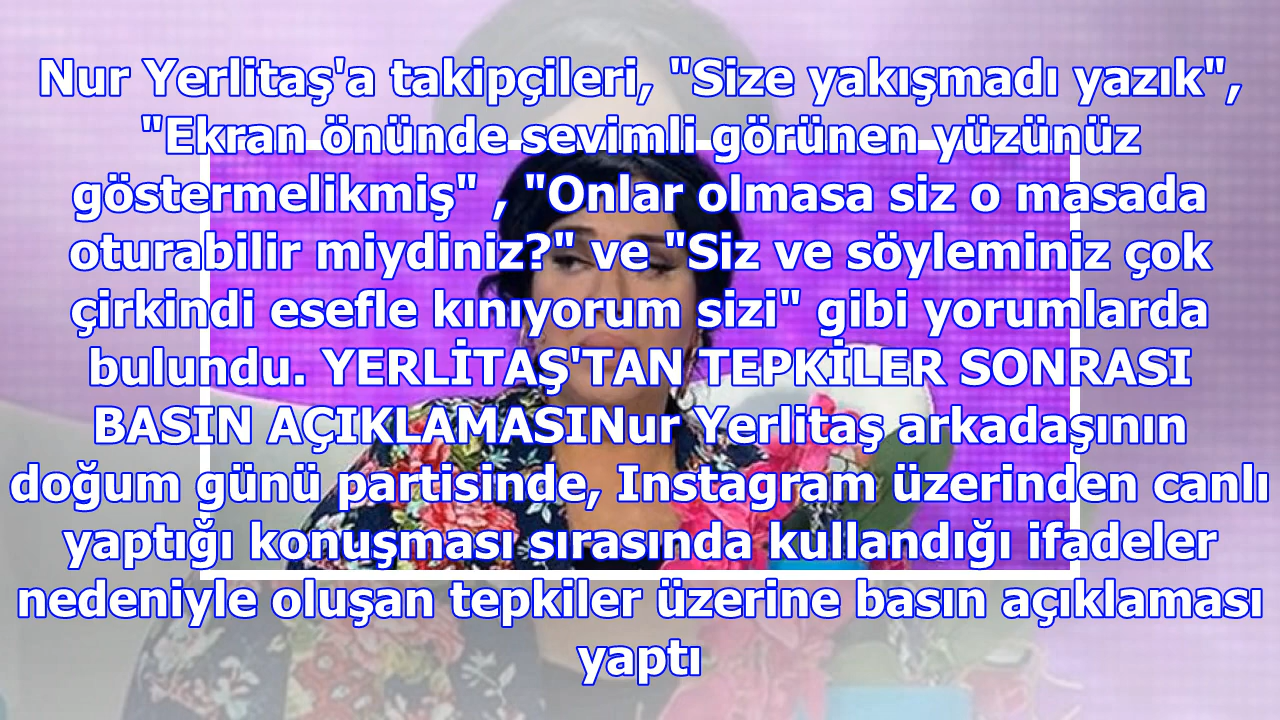 Nur Yerlitaş'a takipçileri, "Size yakışmadı yazık",
"Ekran önünde sevimli görünen yüzünüz
göstermelikmiş" , "Onlar olmasa siz o masada
oturabilir miydiniz?" ve "Siz ve söyleminiz çok
çirkindi esefle kınıyorum sizi" gibi yorumlarda
bulundu. YERLİTAŞ'TAN TEPKİLER SONRASI
BASIN AÇIKLAMASINur Yerlitaş arkadaşının
doğum günü partisinde, Instagram üzerinden canlı
yaptığı konuşması sırasında kullandığı ifadeler
nedeniyle oluşan tepkiler üzerine basın açıklaması
yaptı